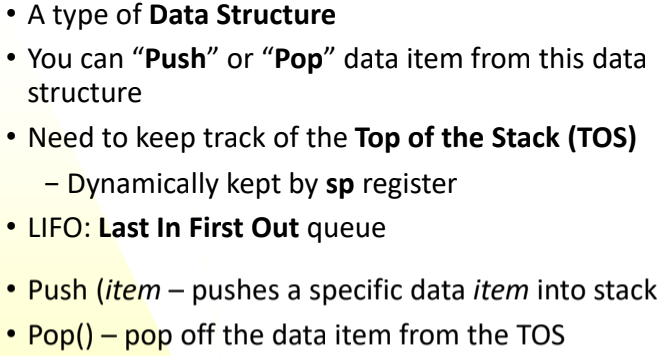 • A type of Data Structure
• You can “Push” or “Pop” data item from this data
structure
• Need to keep track of the Top of the Stack (TOS)
– Dynamically kept by sp register
• LIFO: Last In First Out queue
• Push (item – pushes a specific data item into stack
• Pop() – pop off the data item from the TOS